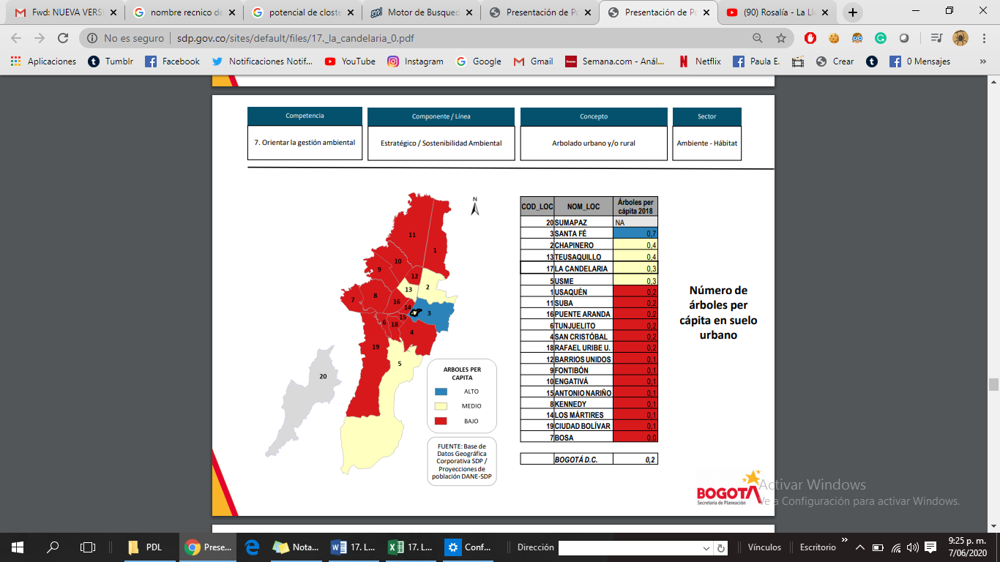 Fwd: NUEVA VERS
nombre recnico de
potencial de closte
Motor de Busquec
Presentación de Po
Presentación de Po
(90) Rosalía - La Ll
No es seguro | sdp.gov.co/sites/default/files/17._la_candelaria_0.pdf
Aplicaciones Tumblr Facebook Notificaciones Notif... YouTube Instagram Google Gmail Semana.com - Anál... Netflix Paula E. Crear 0 Mensajes »
Competencia Componente / Línea Concepto Sector
7. Orientar la gestión ambiental Estratégico / Sostenibilidad Ambiental Arbolado urbano y/o rural Ambiente - Hábitat
N
11
1
10
9
12
13
2
8
7
16
14
3
15
6
18
4
19
5
20
ARBOLES PER
CAPITA
ALTO
MEDIO
BAJO
FUENTE: Base de
Datos Geográfica
Corporativa SDP /
Proyecciones de
población DANE-SDP
COD_LOC NOM_LOC Árboles per
cápita 2018
20 SUMAPAZ NA
3 SANTA FÉ 0,7
2 CHAPINERO 0,4
13 TEUSAQUILLO 0,4
17 LA CANDELARIA 0,3
5 USME 0,3
1 USAQUÉN 0,2
11 SUBA 0,2
16 PUENTE ARANDA 0,2
6 TUNJUELITO 0,2
4 SAN CRISTÓBAL 0,2
18 RAFAEL URIBE U. 0,2
12 BARRIOS UNIDOS 0,1
9 FONTIBÓN 0,1
10 ENGATIVÁ 0,1
15 ANTONIO NARIÑO 0,1
8 KENNEDY 0,1
14 LOS MÁRTIRES 0,1
19 CIUDAD BOLÍVAR 0,1
7 BOSA 0,0
BOGOTÁ D.C. 0,2
Número de
árboles per
cápita en suelo
urbano
BOGOTÁ
Secretaría de Planeación
Activar Windows
Ve a Configuración para activar Windows.
PDL Prese... Nota... 17. L... 17. L... Conf... Dirección Vínculos Escritorio »
9:25 p. m.
7/06/2020